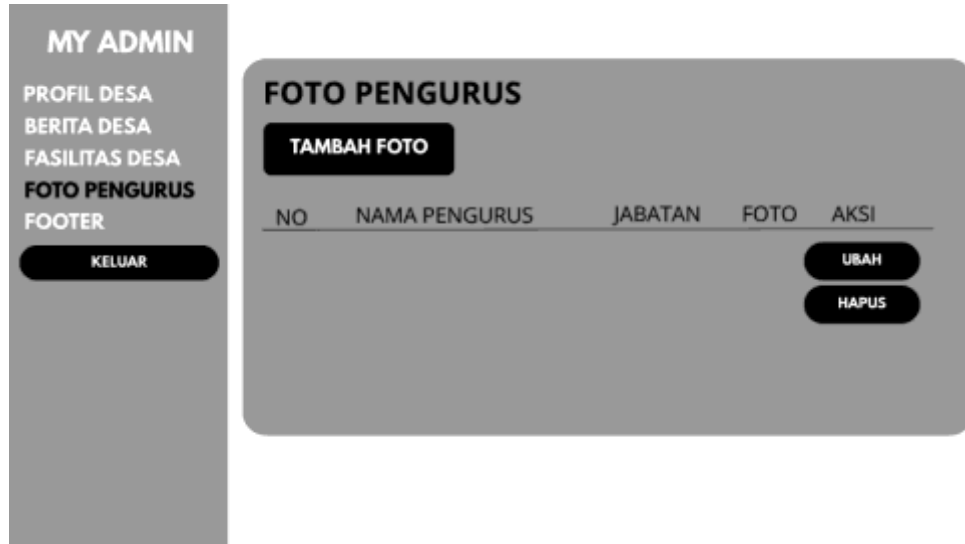 MY ADMIN
PROFIL DESA
BERITA DESA
FASILITAS DESA
FOTO PENGURUS
FOOTER
KELUAR
FOTO PENGURUS
TAMBAH FOTO
NO NAMA PENGURUS JABATAN FOTO AKSI
UBAH
HAPUS